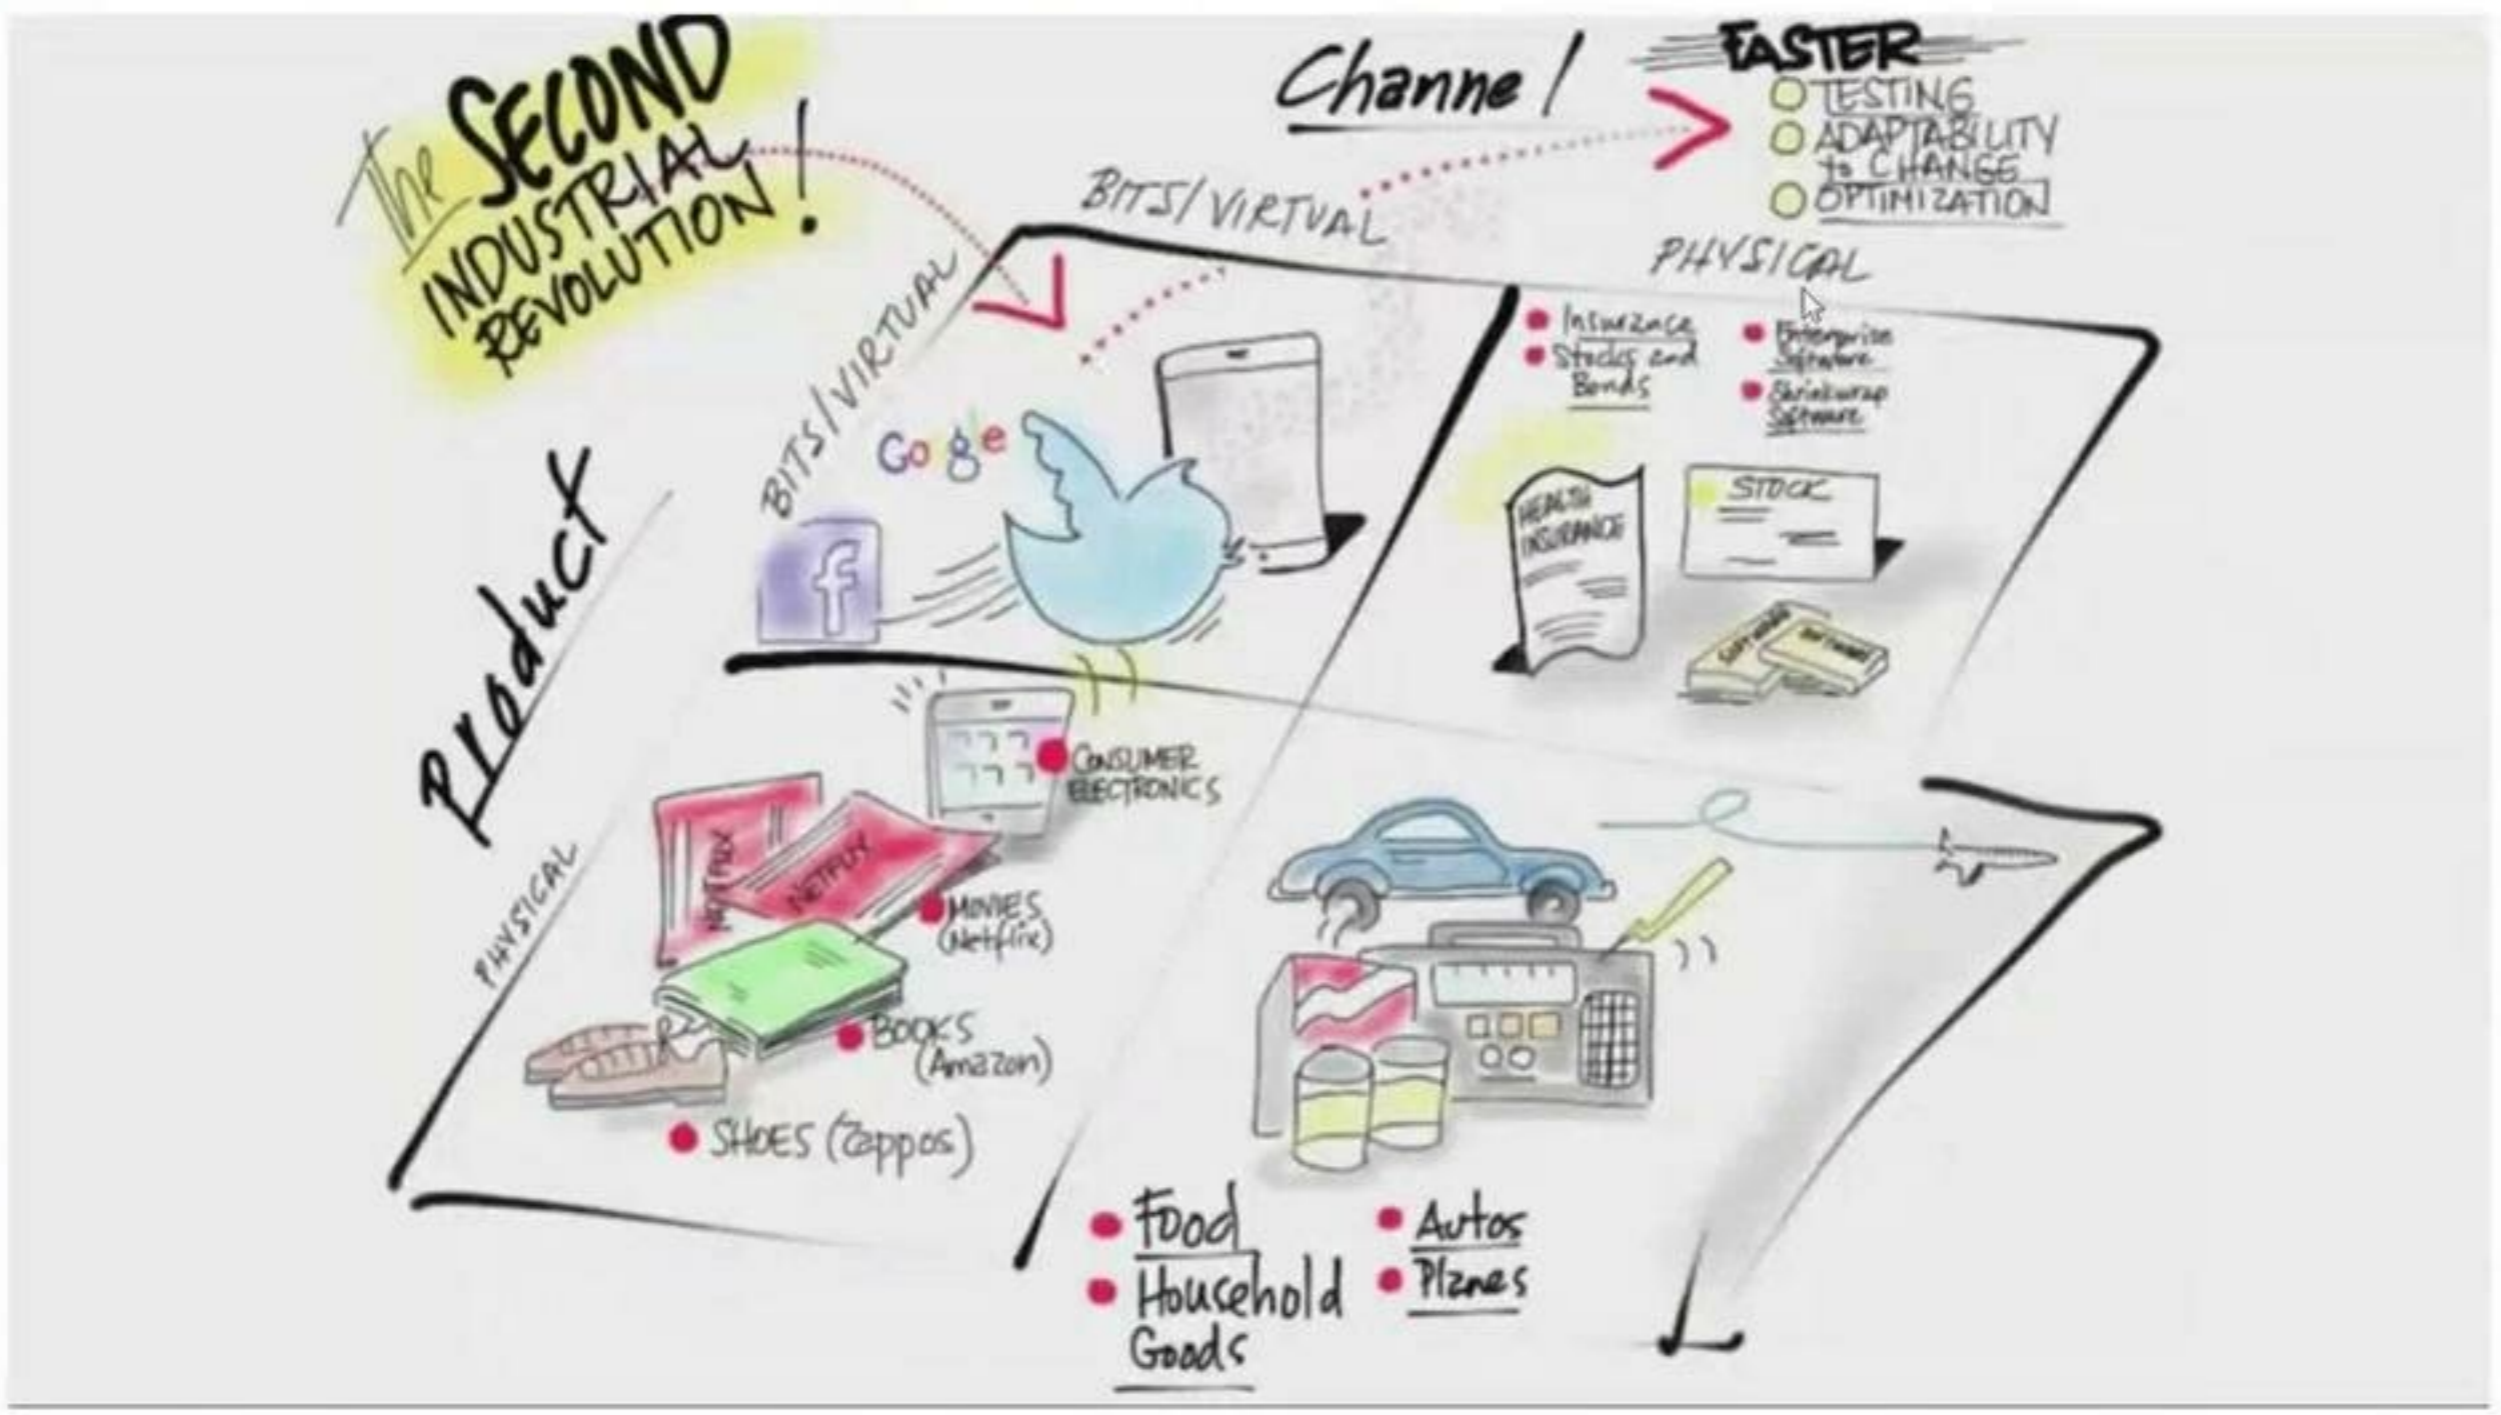 The SECOND
INDUSTRIAL
REVOLUTION!
Channel
FASTER
TESTING
ADAPTABILITY
to CHANGE
OPTIMIZATION
BITS/VIRTUAL
PHYSICAL
Product
BITS/VIRTUAL
PHYSICAL
Google
f
Insurance
Stocks and
Bonds
Enterprise
Software
Shrinkwrap
Software
HEALTH
INSURANCE
STOCK
SOFTWARE
SOFTWARE
CONSUMER
ELECTRONICS
NETFLIX
NETFLIX
MOVIES
(Netflix)
BOOKS
(Amazon)
SHOES (Zappos)
Food
Household
Goods
Autos
Planes